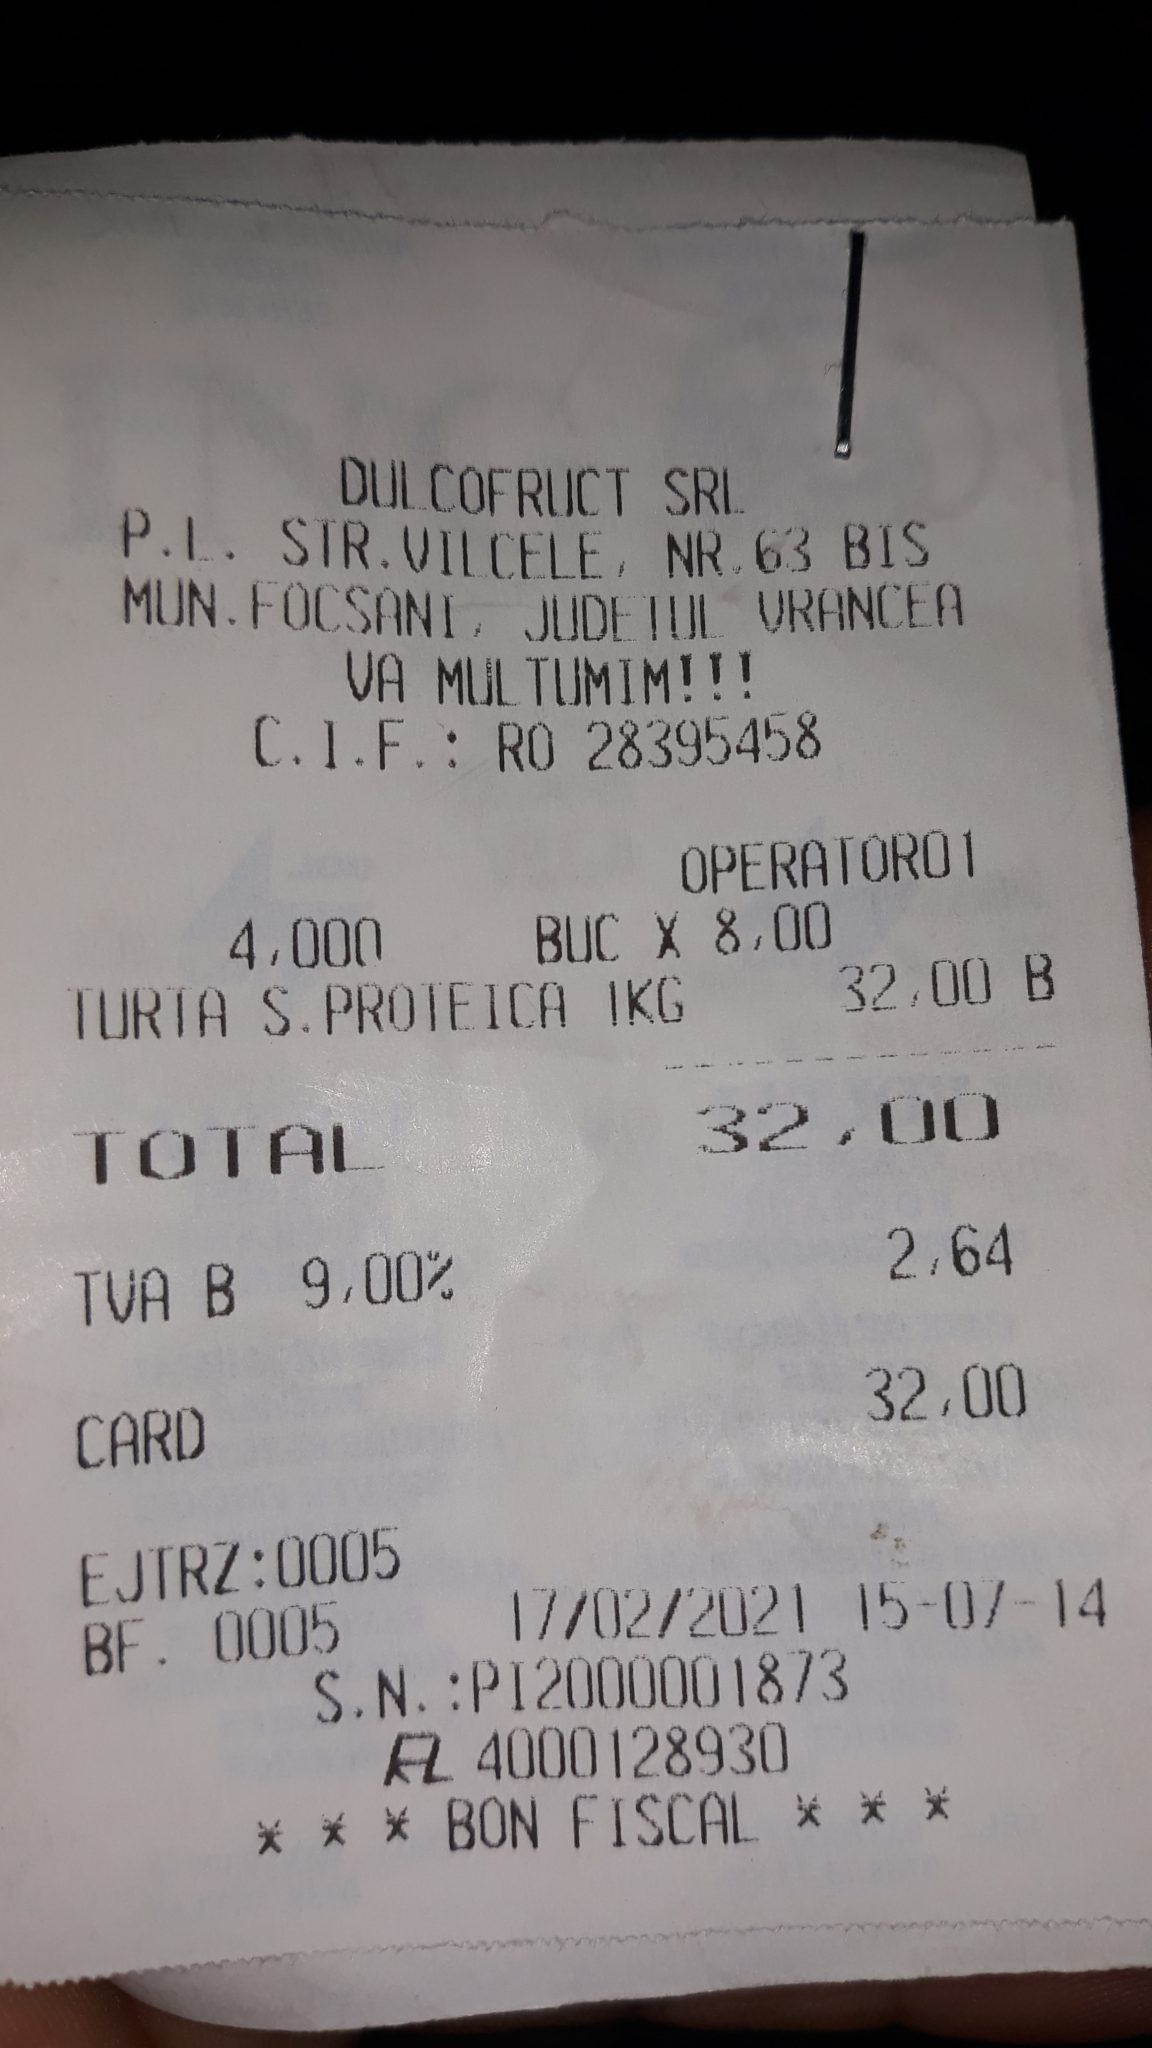 DULCOFRUCT SRL
P.L. STR.VILCELE, NR.63 BIS
MUN.FOCSANI, JUDETUL VRANCEA
VA MULTUMIM!!!
C.I.F.: RO 28395458
OPERATOR01
4,000 BUC X 8,00
TURTA S.PROTEICA 1KG 32,00 B
TOTAL 32,00
TVA B 9,00% 2,64
CARD 32,00
EJTRZ:0005
BF. 0005 17/02/2021 15-07-14
S.N.:PI2000001873
4000128930
* * * BON FISCAL * * *